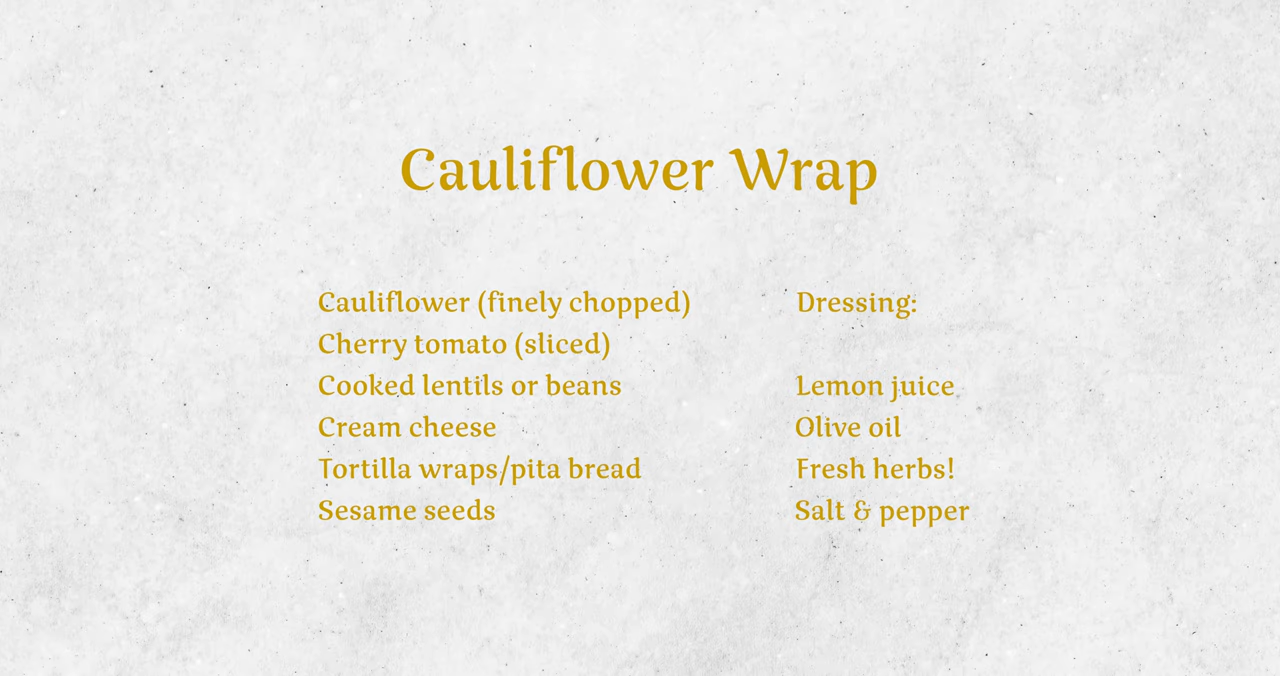 Cauliflower Wrap
Cauliflower (finely chopped)
Cherry tomato (sliced)
Cooked lentils or beans
Cream cheese
Tortilla wraps/pita bread
Sesame seeds
Dressing:
Lemon juice
Olive oil
Fresh herbs!
Salt & pepper